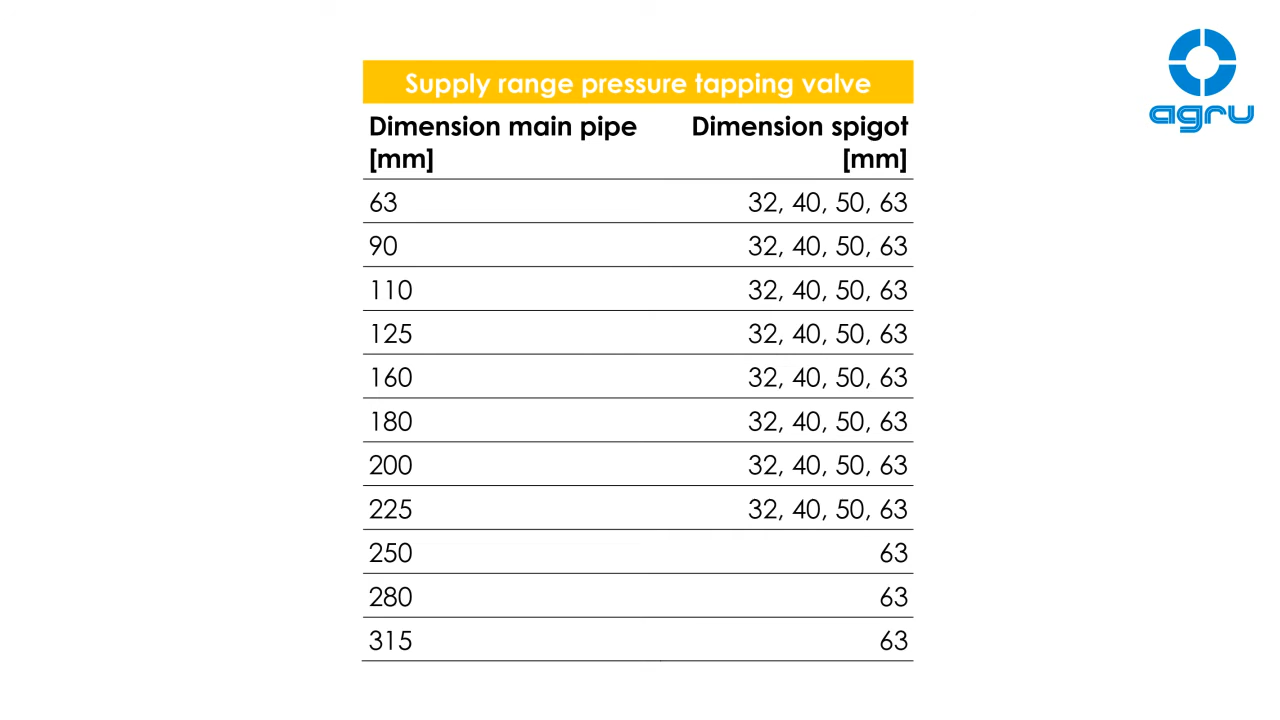 Supply range pressure tapping valve
Dimension main pipe [mm] Dimension spigot [mm]
63 32, 40, 50, 63
90 32, 40, 50, 63
110 32, 40, 50, 63
125 32, 40, 50, 63
160 32, 40, 50, 63
180 32, 40, 50, 63
200 32, 40, 50, 63
225 32, 40, 50, 63
250 63
280 63
315 63
agru